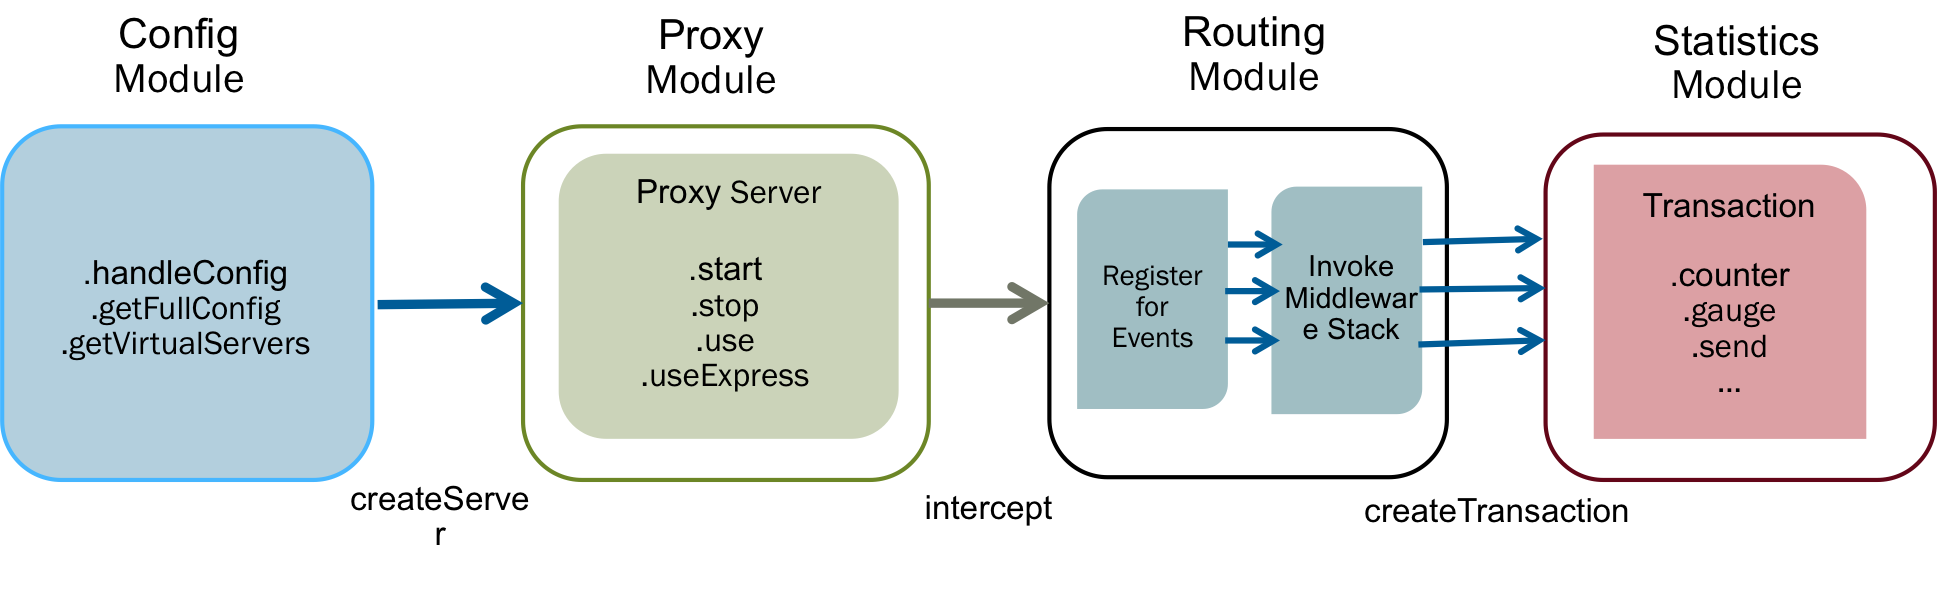 Config
Module
Proxy
Module
Routing
Module
Statistics
Module
.handleConfig
.getFullConfig
.getVirtualServers
Proxy Server
.start
.stop
.use
.useExpress
Register
for
Events
Invoke
Middlewar
e Stack
Transaction
.counter
.gauge
.send
...
createServe
r
intercept
createTransaction